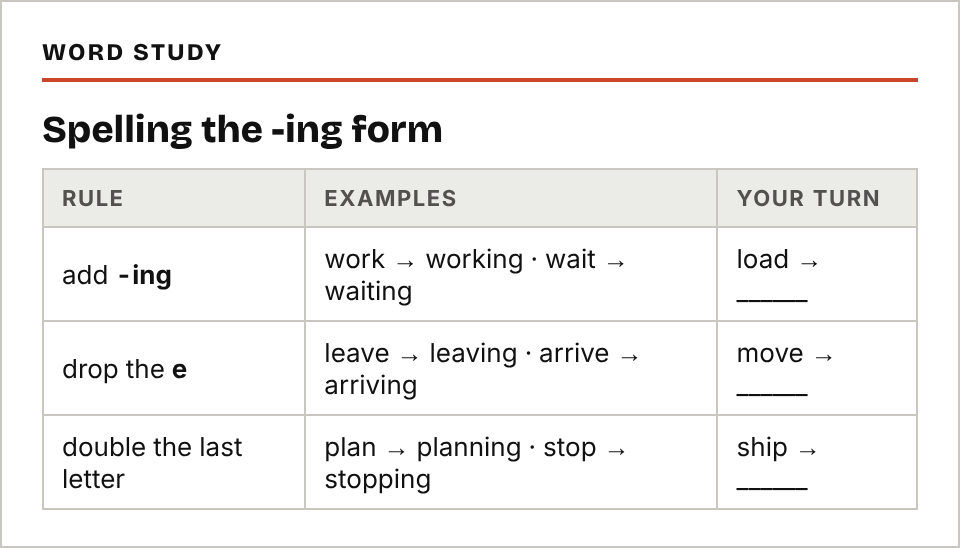 WORD STUDY
Spelling the -ing form
RULE
EXAMPLES
YOUR TURN
add -ing
work → working · wait →
waiting
load →
______
drop the e
leave → leaving · arrive →
arriving
move →
______
double the last
letter
plan → planning · stop →
stopping
ship →
______